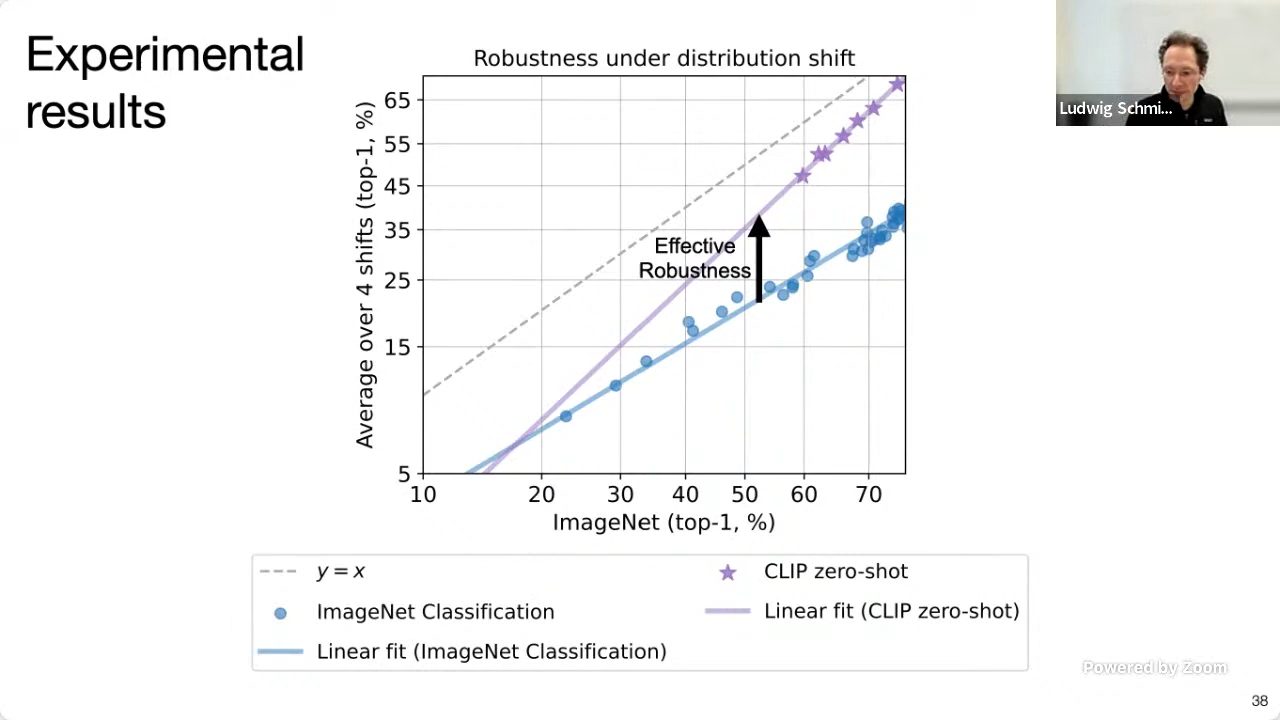 Experimental
results
Robustness under distribution shift
Ludwig Schmi...
Average over 4 shifts (top-1, %)
65
55
45
35
25
15
5
Effective
Robustness
10 20 30 40 50 60 70
ImageNet (top-1, %)
y = x
CLIP zero-shot
ImageNet Classification
Linear fit (CLIP zero-shot)
Linear fit (ImageNet Classification)
Powered by Zoom
38